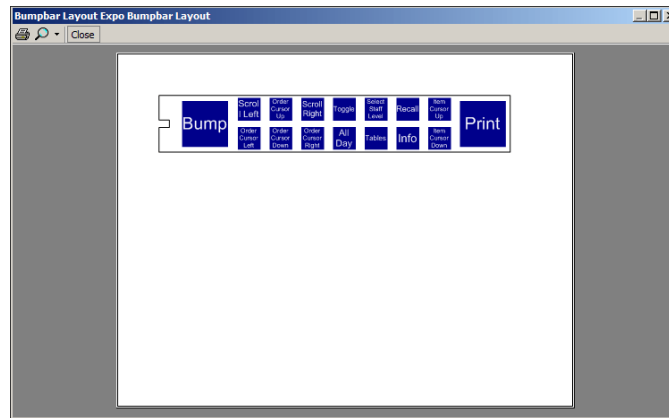 Bumpbar Layout Expo Bumpbar Layout
Close
Bump
Scrol
l Left
Order
Cursor
Up
Scroll
Right
Toggle
Select
Staff
Level
Recall
Item
Cursor
Up
Print
Order
Cursor
Left
Order
Cursor
Down
Order
Cursor
Right
All
Day
Tables
Info
Item
Cursor
Down